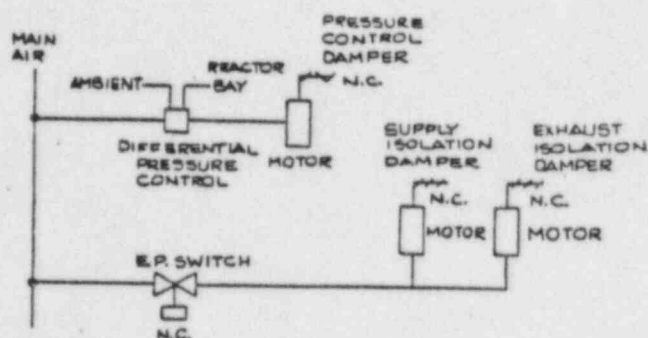 MAIN
AIR
AMBIENT
REACTOR
BAY
DIFFERENTIAL
PRESSURE
CONTROL
PRESSURE
CONTROL
DAMPER
N.C.
MOTOR
SUPPLY
ISOLATION
DAMPER
N.C.
MOTOR
EXHAUST
ISOLATION
DAMPER
N.C.
MOTOR
E.P. SWITCH
N.C.